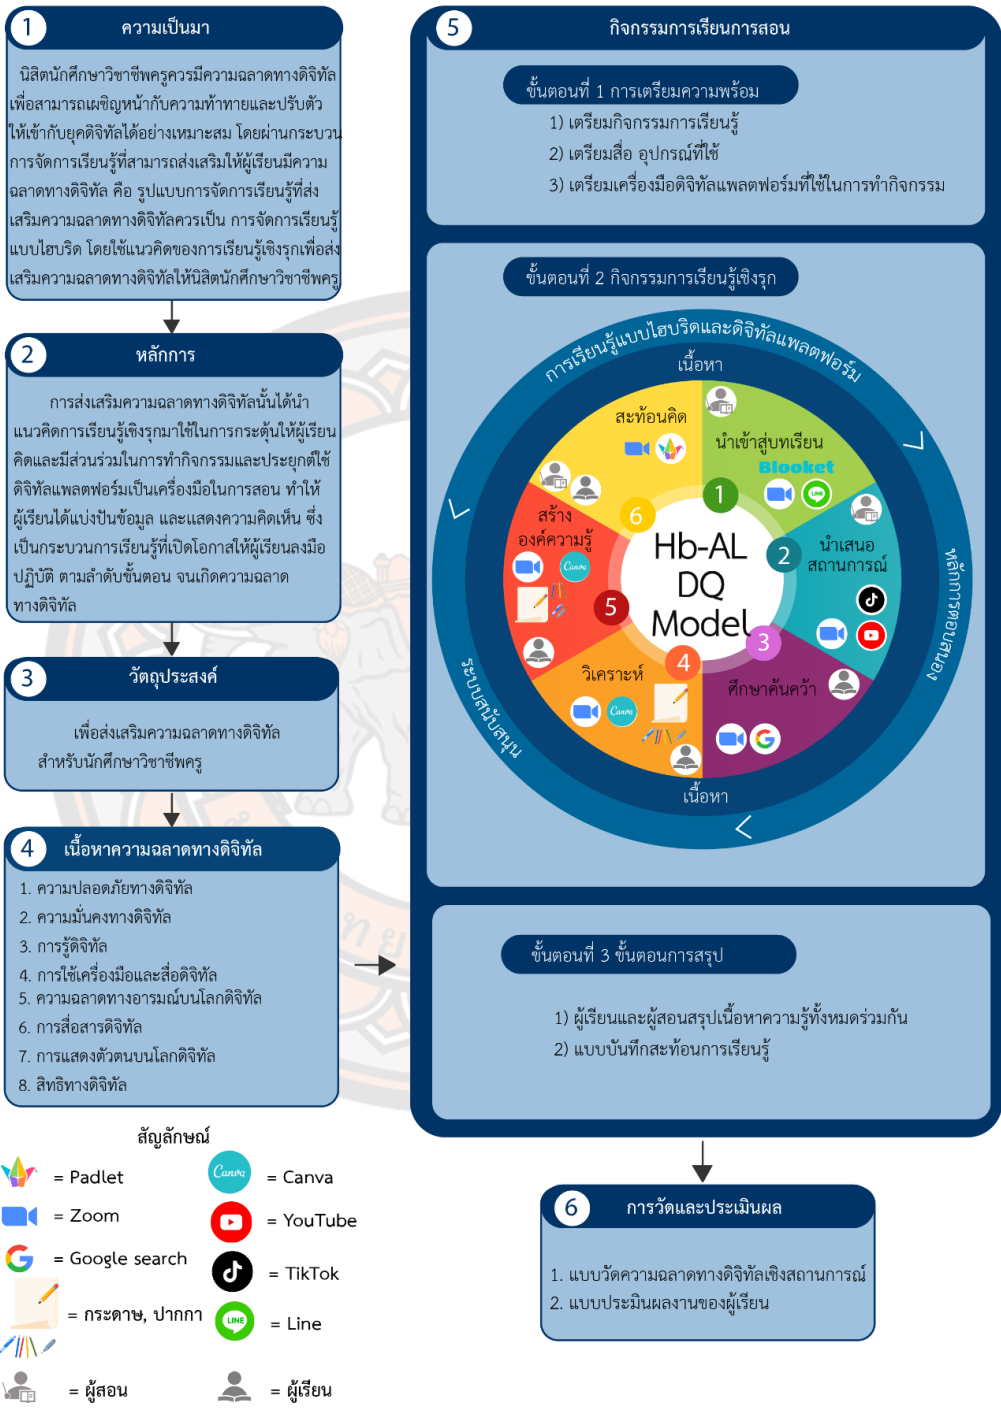 1
ความเป็นมา
นิสิตนักศึกษาวิชาชีพครูควรมีความฉลาดทางดิจิทัล
เพื่อสามารถเผชิญหน้ากับความท้าทายและปรับตัว
ให้เข้ากับยุคดิจิทัลได้อย่างเหมาะสม โดยผ่านกระบวน
การจัดการเรียนรู้ที่สามารถส่งเสริมให้ผู้เรียนมีความ
ฉลาดทางดิจิทัล คือ รูปแบบการจัดการเรียนรู้ที่ส่ง
เสริมความฉลาดทางดิจิทัลควรเป็น การจัดการเรียนรู้
แบบไฮบริด โดยใช้แนวคิดของการเรียนรู้เชิงรุกเพื่อส่ง
เสริมความฉลาดทางดิจิทัลให้นิสิตนักศึกษาวิชาชีพครู
2
หลักการ
การส่งเสริมความฉลาดทางดิจิทัลนั้นได้นำ
แนวคิดการเรียนรู้เชิงรุกมาใช้ในการกระตุ้นให้ผู้เรียน
คิดและมีส่วนร่วมในการทำกิจกรรมและประยุกต์ใช้
ดิจิทัลแพลตฟอร์มเป็นเครื่องมือในการสอน ทำให้
ผู้เรียนได้แบ่งปันข้อมูล และแสดงความคิดเห็น ซึ่ง
เป็นกระบวนการเรียนรู้ที่เปิดโอกาสให้ผู้เรียนลงมือ
ปฏิบัติ ตามลำดับขั้นตอน จนเกิดความฉลาด
ทางดิจิทัล
3
วัตถุประสงค์
เพื่อส่งเสริมความฉลาดทางดิจิทัล
สำหรับนักศึกษาวิชาชีพครู
4
เนื้อหาความฉลาดทางดิจิทัล
1. ความปลอดภัยทางดิจิทัล
2. ความมั่นคงทางดิจิทัล
3. การรู้ดิจิทัล
4. การใช้เครื่องมือและสื่อดิจิทัล
5. ความฉลาดทางอารมณ์บนโลกดิจิทัล
6. การสื่อสารดิจิทัล
7. การแสดงตัวตนบนโลกดิจิทัล
8. สิทธิทางดิจิทัล
สัญลักษณ์
= Padlet
Canva
= Canva
= Zoom
= YouTube
= Google search
= TikTok
= กระดาษ, ปากกา
LINE
= Line
= ผู้สอน
= ผู้เรียน
5
กิจกรรมการเรียนการสอน
ขั้นตอนที่ 1 การเตรียมความพร้อม
1) เตรียมกิจกรรมการเรียนรู้
2) เตรียมสื่อ อุปกรณ์ที่ใช้
3) เตรียมเครื่องมือดิจิทัลแพลตฟอร์มที่ใช้ในการทำกิจกรรม
ขั้นตอนที่ 2 กิจกรรมการเรียนรู้เชิงรุก
การเรียนรู้แบบไฮบริดและดิจิทัลแพลตฟอร์ม
หลักการตอบสนอง
ระบบสนับสนุน
เนื้อหา
นำเข้าสู่บทเรียน
Blooket
LINE
1
นำเสนอ
สถานการณ์
2
ศึกษาค้นคว้า
3
วิเคราะห์
Canva
4
สร้าง
องค์ความรู้
Canva
5
สะท้อนคิด
6
Hb-AL
DQ
Model
เนื้อหา
ขั้นตอนที่ 3 ขั้นตอนการสรุป
1) ผู้เรียนและผู้สอนสรุปเนื้อหาความรู้ทั้งหมดร่วมกัน
2) แบบบันทึกสะท้อนการเรียนรู้
6
การวัดและประเมินผล
1. แบบวัดความฉลาดทางดิจิทัลเชิงสถานการณ์
2. แบบประมินผลงานของผู้เรียน